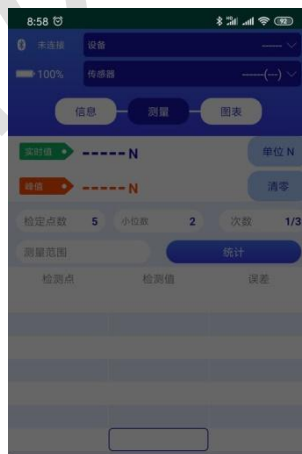 8:58 92
未连接 设备 —— 
100% 传感器 ——(--)
信息 测量 图表
实时值 ----- N 单位 N
峰值 ----- N 清零
检定点数 5 小位数 2 次数 1/3
测量范围 统计
检测点 检测值 误差